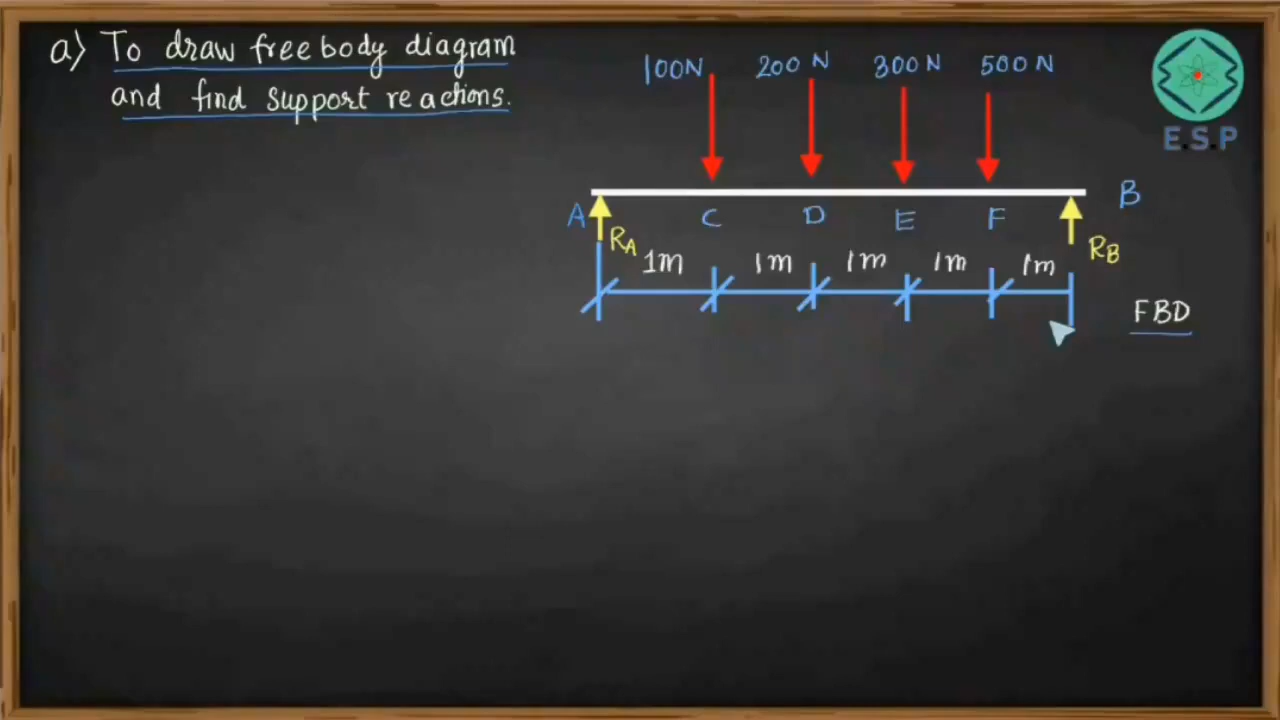 a) To draw free body diagram
and find support reactions.
100N 200 N 300 N 500 N
E.S.P
A C D E F B
RA RB
1m 1m 1m 1m 1m
FBD